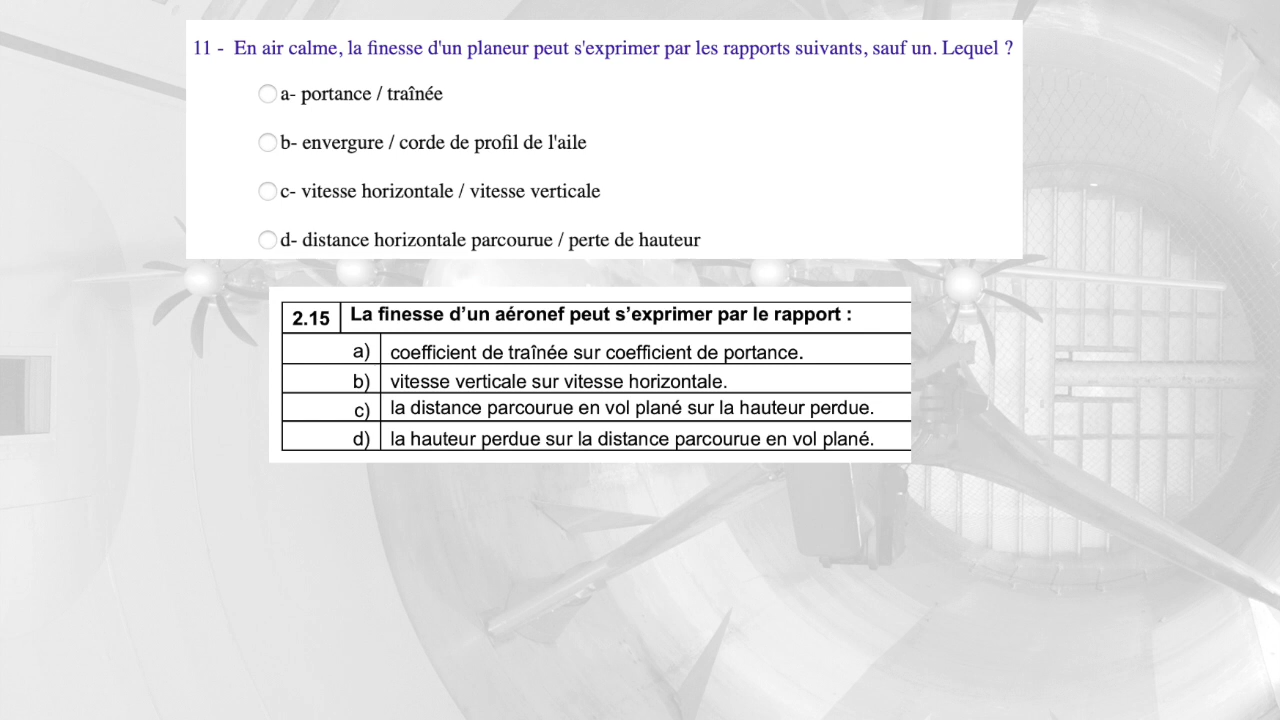 11 - En air calme, la finesse d'un planeur peut s'exprimer par les rapports suivants, sauf un. Lequel ?
a- portance / traînée
b- envergure / corde de profil de l'aile
c- vitesse horizontale / vitesse verticale
d- distance horizontale parcourue / perte de hauteur
2.15 La finesse d’un aéronef peut s’exprimer par le rapport :
a) coefficient de traînée sur coefficient de portance.
b) vitesse verticale sur vitesse horizontale.
c) la distance parcourue en vol plané sur la hauteur perdue.
d) la hauteur perdue sur la distance parcourue en vol plané.